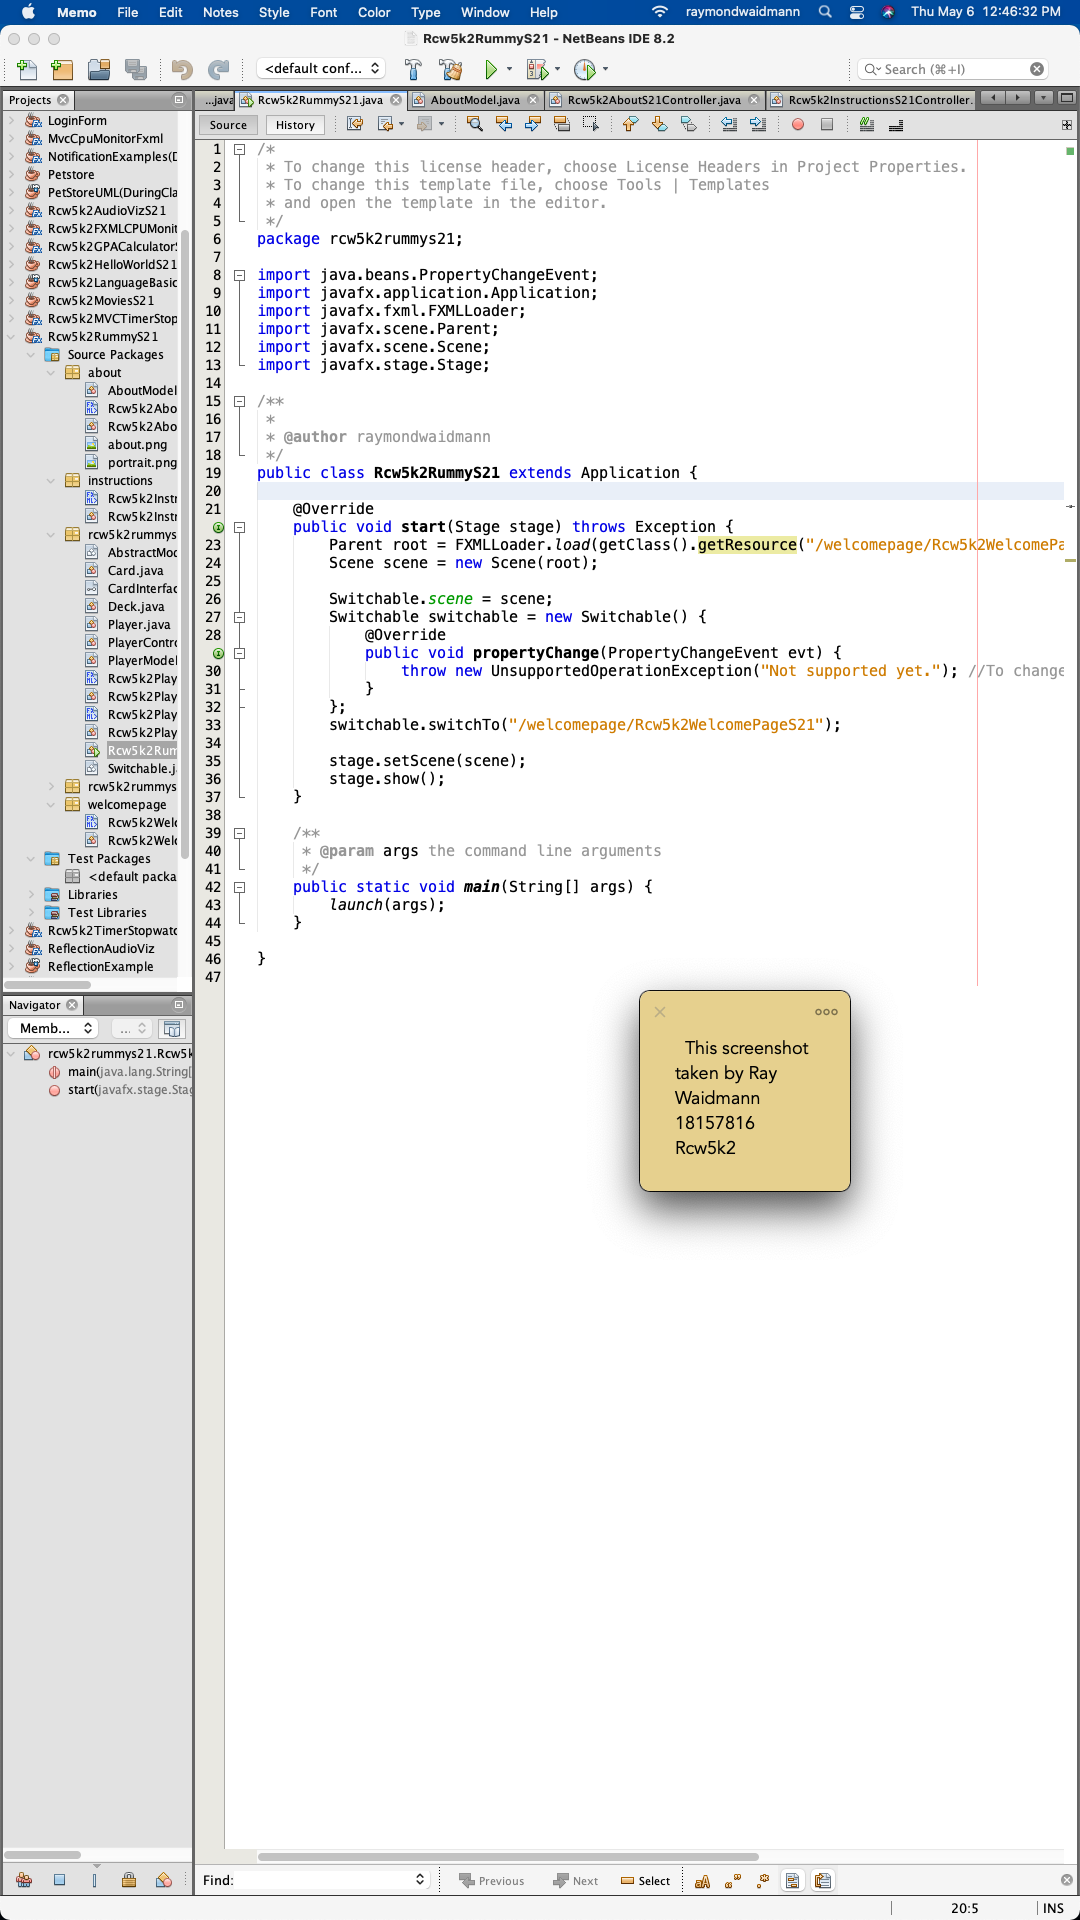 Memo File Edit Notes Style Font Color Type Window Help raymondwaidmann Thu May 6 12:46:32 PM
Rcw5k2RummyS21 - NetBeans IDE 8.2
<default conf... Search (⌘+I)
Projects ...java Rcw5k2RummyS21.java AboutModel.java Rcw5k2AboutS21Controller.java Rcw5k2InstructionsS21Controller.
Source History
LoginForm
MvcCpuMonitorFxml
NotificationExamples(D
Petstore
PetStoreUML(DuringCla
Rcw5k2AudioVizS21
Rcw5k2FXMLCPUMonit
Rcw5k2GPACalculator
Rcw5k2HelloWorldS21
Rcw5k2LanguageBasic
Rcw5k2MoviesS21
Rcw5k2MVCTimerStop
Rcw5k2RummyS21
Source Packages
about
AboutModel
Rcw5k2Abo
Rcw5k2Abo
about.png
portrait.png
instructions
Rcw5k2Instr
Rcw5k2Instr
rcw5k2rummys
AbstractMod
Card.java
CardInterfac
Deck.java
Player.java
PlayerContro
PlayerModel
Rcw5k2Play
Rcw5k2Play
Rcw5k2Play
Rcw5k2Play
Rcw5k2Rum
Switchable.j
rcw5k2rummys
welcomepage
Rcw5k2Welc
Rcw5k2Welc
Test Packages
<default packa
Libraries
Test Libraries
Rcw5k2TimerStopwatc
ReflectionAudioViz
ReflectionExample
1 /*
2 * To change this license header, choose License Headers in Project Properties.
3 * To change this template file, choose Tools | Templates
4 * and open the template in the editor.
5 */
6 package rcw5k2rummys21;
7
8 import java.beans.PropertyChangeEvent;
9 import javafx.application.Application;
10 import javafx.fxml.FXMLLoader;
11 import javafx.scene.Parent;
12 import javafx.scene.Scene;
13 import javafx.stage.Stage;
14
15 /**
16 *
17 * @author raymondwaidmann
18 */
19 public class Rcw5k2RummyS21 extends Application {
20
21 @Override
public void start(Stage stage) throws Exception {
23 Parent root = FXMLLoader.load(getClass().getResource("/welcomepage/Rcw5k2WelcomePa
24 Scene scene = new Scene(root);
25
26 Switchable.scene = scene;
27 Switchable switchable = new Switchable() {
28 @Override
public void propertyChange(PropertyChangeEvent evt) {
30 throw new UnsupportedOperationException("Not supported yet."); //To change
31 }
32 };
33 switchable.switchTo("/welcomepage/Rcw5k2WelcomePageS21");
34
35 stage.setScene(scene);
36 stage.show();
37 }
38
39 /**
40 * @param args the command line arguments
41 */
42 public static void main(String[] args) {
43 launch(args);
44 }
45
46 }
47
Navigator
Memb... ...
rcw5k2rummys21.Rcw5k
main(java.lang.String[
start(javafx.stage.Stag
This screenshot
taken by Ray
Waidmann
18157816
Rcw5k2
Find: Previous Next Select
20:5 INS